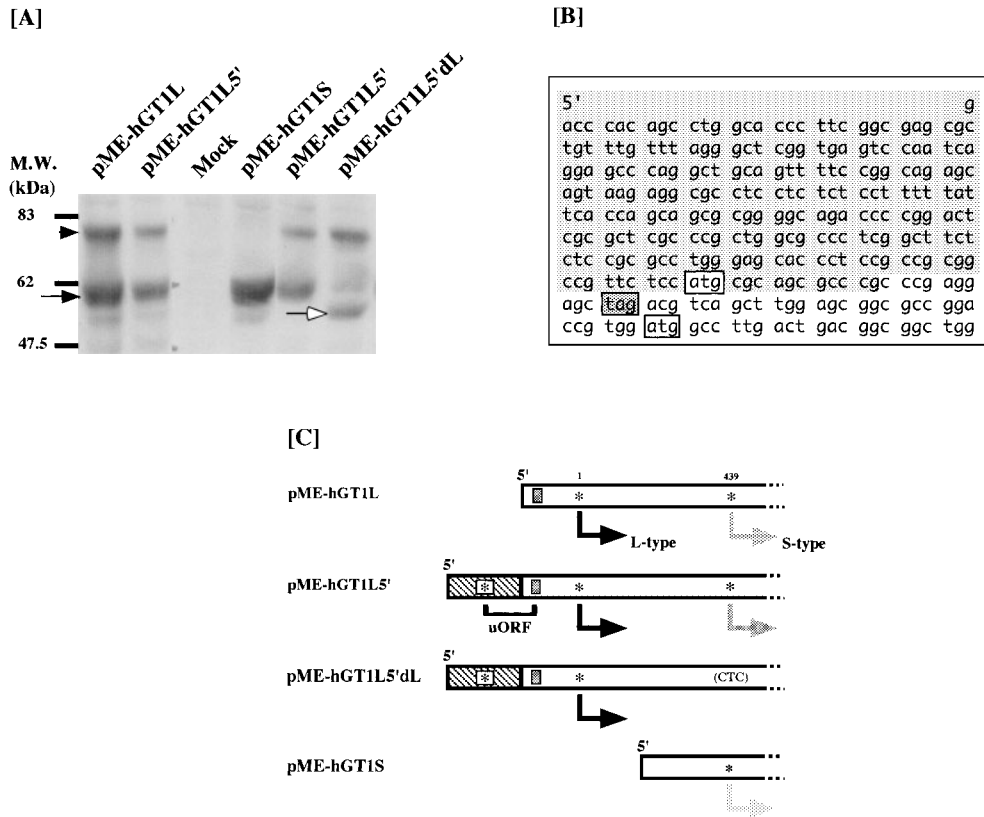 [A]
pME-hGT1L
pME-hGT1L5'
Mock
pME-hGT1S
pME-hGT1L5'
pME-hGT1L5'dL
M.W.
(kDa)
83
62
47.5
[B]
5' g
acc cac agc ctg gca ccc ttc ggc gag cgc
tgt ttg ttt agg gct cgg tga gtc caa tca
gga gcc cag gct gca gtt ttc cgg cag agc
agt aag agg cgc ctc ctc tct cct ttt tat
tca cca gca gcg cgg ggc aga ccc cgg act
cgc gct cgc ccg ctg gcg ccc tcg gct tct
ctc cgc gcc tgg gag cac cct ccg ccg cgg
ccg ttc tcc atg cgc agc gcc cgc ccg agg
agc tag acg tca gct tgg agc ggc gcc gga
ccg tgg atg gcc ttg act gac ggc ggc tgg
[C]
pME-hGT1L
5'
1
439
*
*
L-type
S-type
pME-hGT1L5'
5'
*
*
*
uORF
pME-hGT1L5'dL
5'
*
*
(CTC)
pME-hGT1S
5'
*